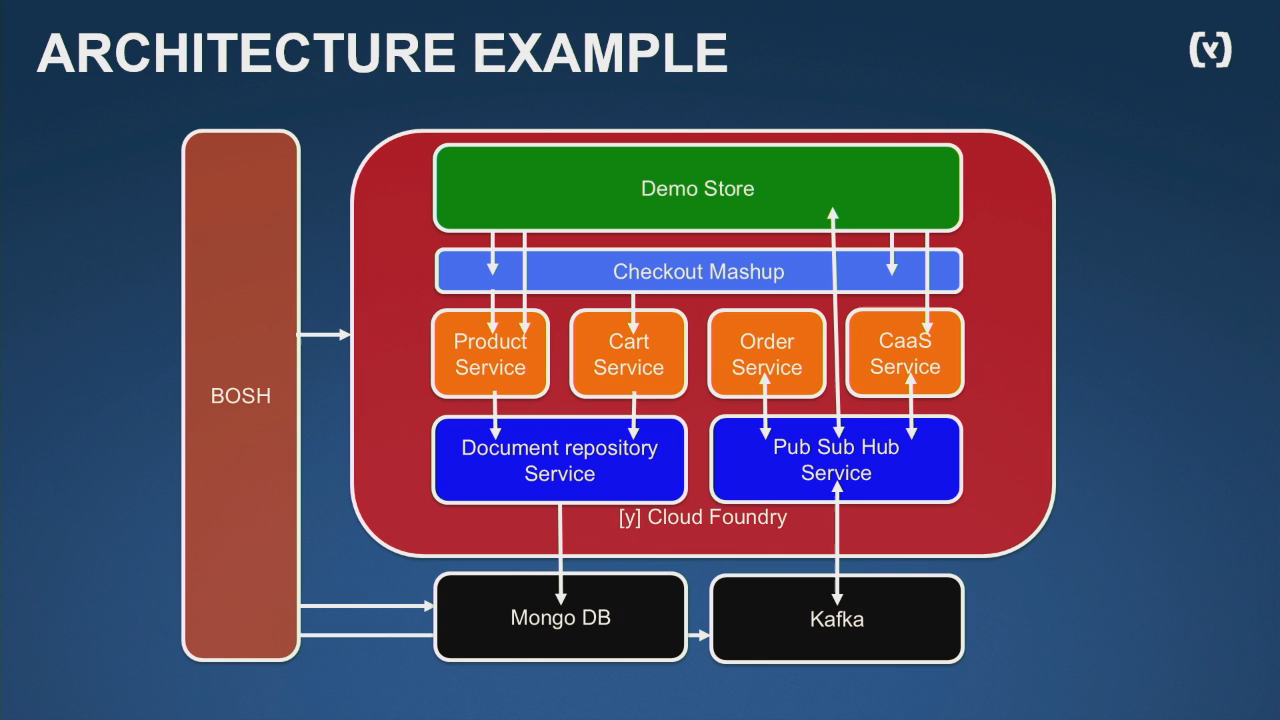 ARCHITECTURE EXAMPLE
[y]
Demo Store
Checkout Mashup
Product
Service
Cart
Service
Order
Service
CaaS
Service
BOSH
Document repository
Service
Pub Sub Hub
Service
[y] Cloud Foundry
Mongo DB
Kafka